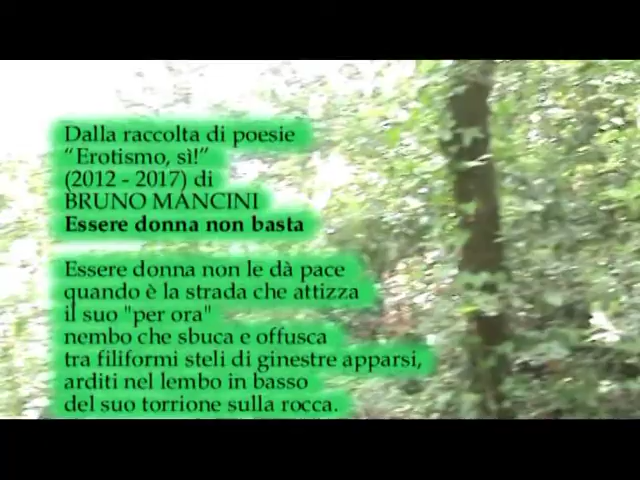 Dalla raccolta di poesie
“Erotismo, sì!”
(2012 - 2017) di
BRUNO MANCINI
Essere donna non basta
Essere donna non le dà pace
quando è la strada che attizza
il suo "per ora"
nembo che sbuca e offusca
tra filiformi steli di ginestre apparsi,
arditi nel lembo in basso
del suo torrione sulla rocca.